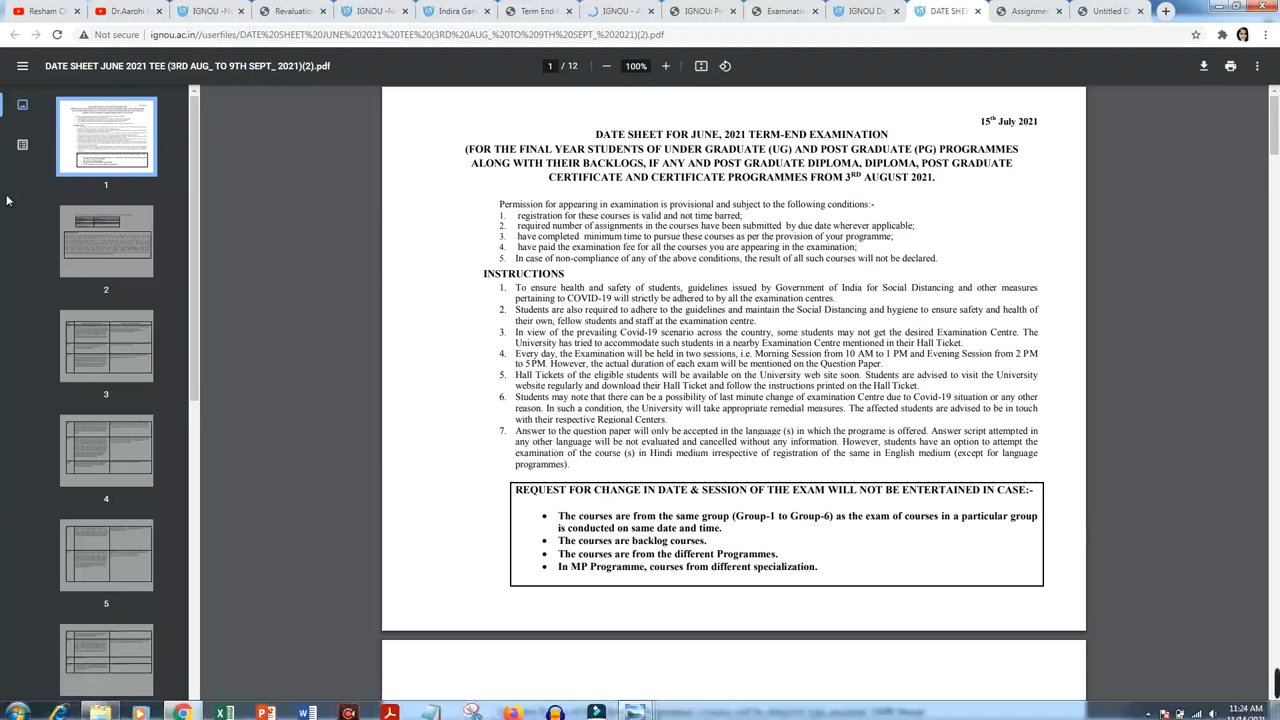 Resham Ci
Dr.Aarohi I
IGNOU -N
Revaluation
IGNOU -N
Indira Gan
Term End
IGNOU - A
IGNOU: P
Examinatio
IGNOU Do
DATE SHEE
Assignme
Untitled D
Not secure | ignou.ac.in//userfiles/DATE%20SHEET%20JUNE%202021%20TEE%20(3RD%20AUG_%20TO%209TH%20SEPT_%202021)(2).pdf
DATE SHEET JUNE 2021 TEE (3RD AUG_ TO 9TH SEPT_ 2021)(2).pdf
1 / 12
100%
1
2
3
4
5
15th July 2021
DATE SHEET FOR JUNE, 2021 TERM-END EXAMINATION
(FOR THE FINAL YEAR STUDENTS OF UNDER GRADUATE (UG) AND POST GRADUATE (PG) PROGRAMMES
ALONG WITH THEIR BACKLOGS, IF ANY AND POST GRADUATE DIPLOMA, DIPLOMA, POST GRADUATE
CERTIFICATE AND CERTIFICATE PROGRAMMES FROM 3RD AUGUST 2021.
Permission for appearing in examination is provisional and subject to the following conditions:-
1. registration for these courses is valid and not time barred;
2. required number of assignments in the courses have been submitted by due date wherever applicable;
3. have completed minimum time to pursue these courses as per the provision of your programme;
4. have paid the examination fee for all the courses you are appearing in the examination;
5. In case of non-compliance of any of the above conditions, the result of all such courses will not be declared.
INSTRUCTIONS
1. To ensure health and safety of students, guidelines issued by Government of India for Social Distancing and other measures
pertaining to COVID-19 will strictly be adhered to by all the examination centres.
2. Students are also required to adhere to the guidelines and maintain the Social Distancing and hygiene to ensure safety and health of
their own, fellow students and staff at the examination centre.
3. In view of the prevailing Covid-19 scenario across the country, some students may not get the desired Examination Centre. The
University has tried to accommodate such students in a nearby Examination Centre mentioned in their Hall Ticket.
4. Every day, the Examination will be held in two sessions, i.e. Morning Session from 10 AM to 1 PM and Evening Session from 2 PM
to 5 PM. However, the actual duration of each exam will be mentioned on the Question Paper.
5. Hall Tickets of the eligible students will be available on the University web site soon. Students are advised to visit the University
website regularly and download their Hall Ticket and follow the instructions printed on the Hall Ticket.
6. Students may note that there can be a possibility of last minute change of examination Centre due to Covid-19 situation or any other
reason. In such a condition, the University will take appropriate remedial measures. The affected students are advised to be in touch
with their respective Regional Centers.
7. Answer to the question paper will only be accepted in the language (s) in which the programe is offered. Answer script attempted in
any other language will be not evaluated and cancelled without any information. However, students have an option to attempt the
examination of the course (s) in Hindi medium irrespective of registration of the same in English medium (except for language
programmes).
REQUEST FOR CHANGE IN DATE & SESSION OF THE EXAM WILL NOT BE ENTERTAINED IN CASE:-
• The courses are from the same group (Group-1 to Group-6) as the exam of courses in a particular group
is conducted on same date and time.
• The courses are backlog courses.
• The courses are from the different Programmes.
• In MP Programme, courses from different specialization.
11:24 AM